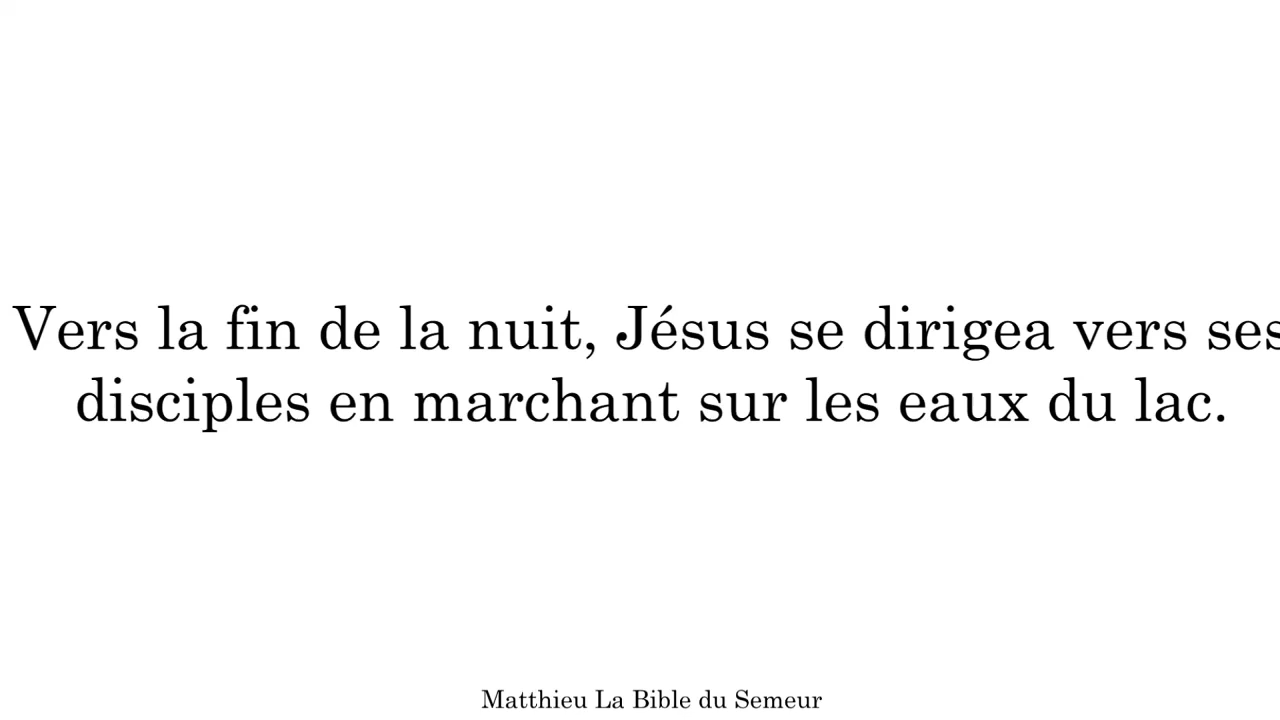 Vers la fin de la nuit, Jésus se dirigea vers ses
disciples en marchant sur les eaux du lac.
Matthieu La Bible du Semeur